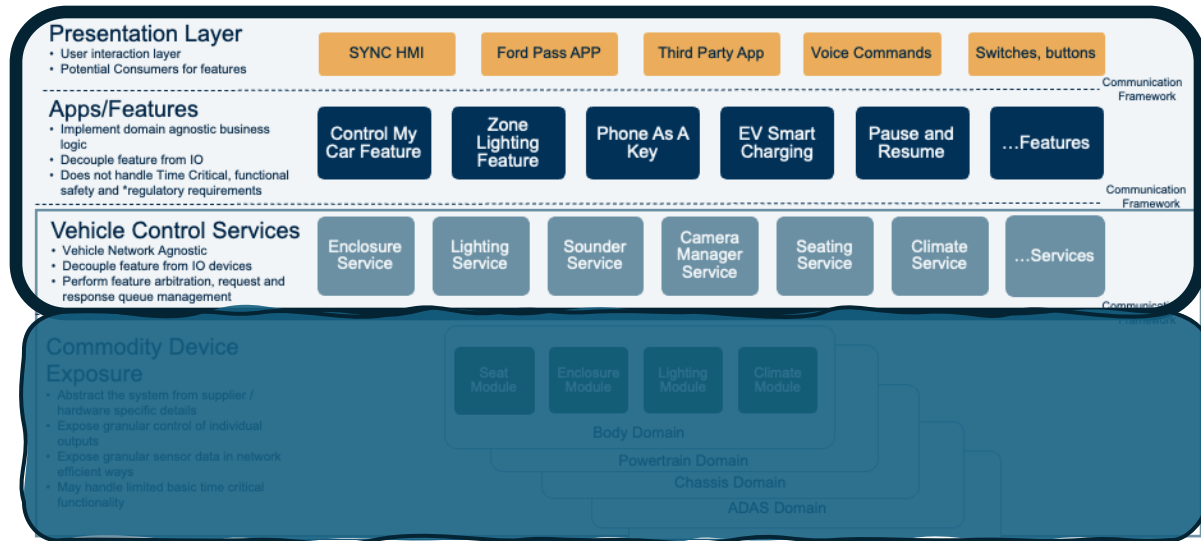 Presentation Layer
• User interaction layer
• Potential Consumers for features
SYNC HMI
Ford Pass APP
Third Party App
Voice Commands
Switches, buttons
Communication
Framework
Apps/Features
• Implement domain agnostic business
logic
• Decouple feature from IO
• Does not handle Time Critical, functional
safety and *regulatory requirements
Control My
Car Feature
Zone
Lighting
Feature
Phone As A
Key
EV Smart
Charging
Pause and
Resume
...Features
Communication
Framework
Vehicle Control Services
• Vehicle Network Agnostic
• Decouple feature from IO devices
• Perform feature arbitration, request and
response queue management
Enclosure
Service
Lighting
Service
Sounder
Service
Camera
Manager
Service
Seating
Service
Climate
Service
...Services
Communication
Framework
Commodity Device
Exposure
• Abstract the system from supplier /
hardware specific details
• Expose granular control of individual
outputs
• Expose granular sensor data in network
efficient ways
• May handle limited basic time critical
functionality
Seat
Module
Enclosure
Module
Lighting
Module
Climate
Module
Body Domain
Powertrain Domain
Chassis Domain
ADAS Domain